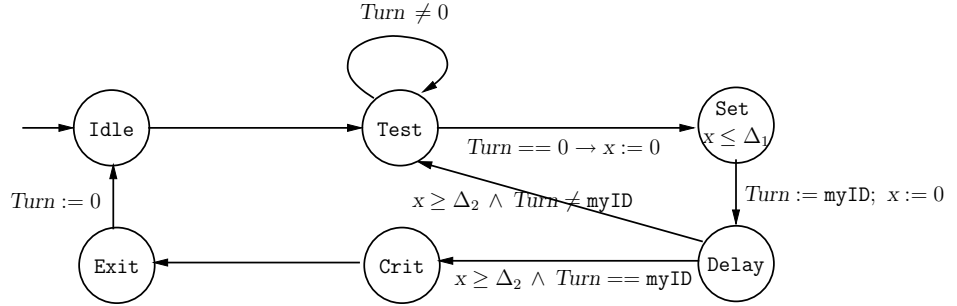 Turn ≠ 0
Idle
Test
Set
x ≤ Δ₁
Turn == 0 → x := 0
Turn := 0
x ≥ Δ₂ ∧ Turn ≠ myID
Turn := myID; x := 0
Exit
Crit
Delay
x ≥ Δ₂ ∧ Turn == myID